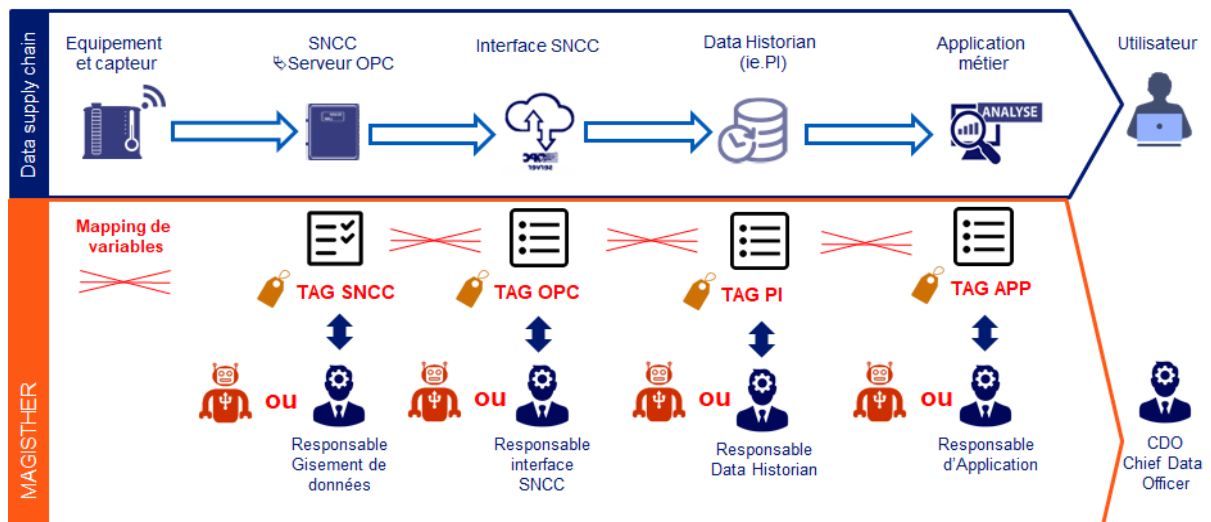 Data supply chain
Equipement
et capteur
SNCC
Serveur OPC
Interface SNCC
Data Historian
(ie.PI)
Application
métier
Utilisateur
ANALYSE
OPC
SERVER
MAGISTHER
Mapping de
variables
TAG SNCC
TAG OPC
TAG PI
TAG APP
ou
ou
ou
ou
Responsable
Gisement de
données
Responsable
interface
SNCC
Responsable
Data Historian
Responsable
d'Application
CDO
Chief Data
Officer